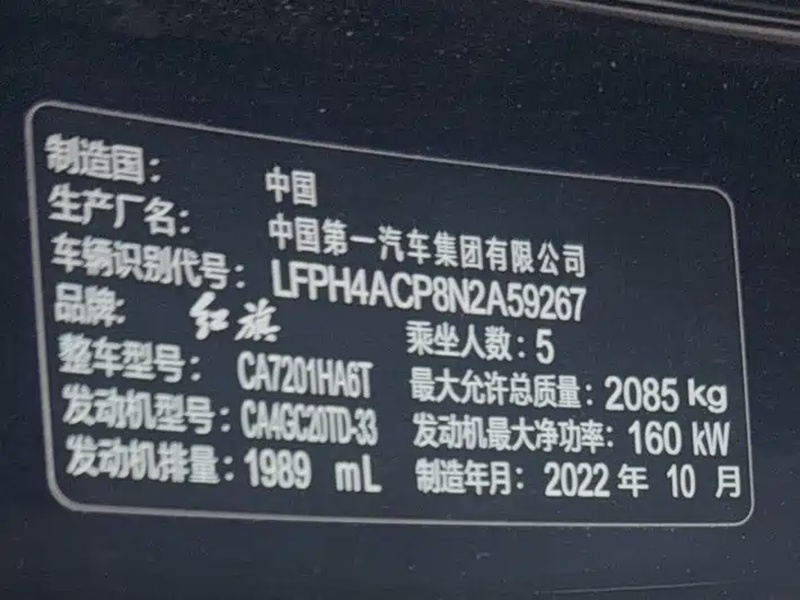 制造国： 中国
生产厂名： 中国第一汽车集团有限公司
车辆识别代号： LFPH4ACP8N2A59267
品牌： 红旗 乘坐人数：5
整车型号： CA7201HA6T 最大允许总质量：2085 kg
发动机型号：CA4GC20TD-33 发动机最大净功率：160 kW
发动机排量：1989 mL 制造年月：2022年 10 月